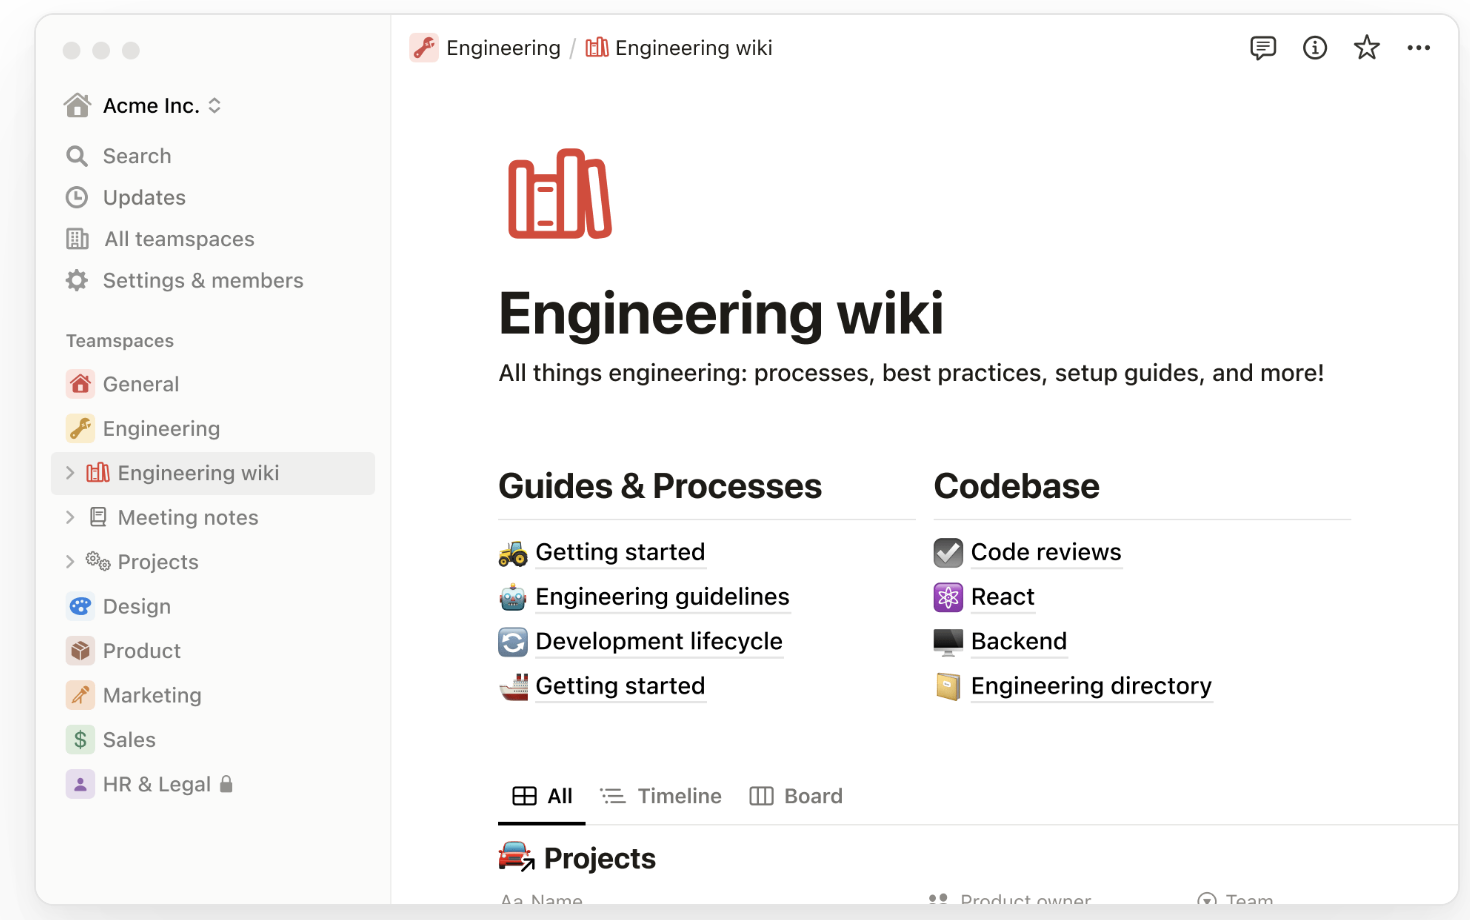 Acme Inc.
Search
Updates
All teamspaces
Settings & members
Teamspaces
General
Engineering
Engineering wiki
Meeting notes
Projects
Design
Product
Marketing
$ Sales
HR & Legal
Engineering / Engineering wiki
Engineering wiki
All things engineering: processes, best practices, setup guides, and more!
Guides & Processes
Getting started
Engineering guidelines
Development lifecycle
Getting started
Codebase
Code reviews
React
Backend
Engineering directory
All Timeline Board
Projects
Aa Name Product owner Team